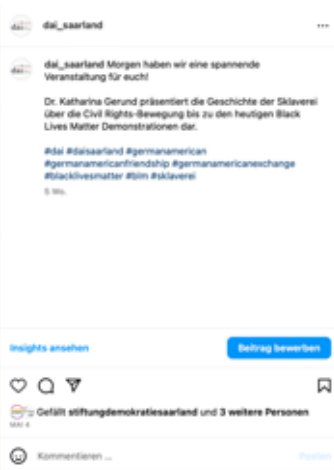 dai_saarland
dai_saarland Morgen haben wir eine spannende
Veranstaltung für euch!
Dr. Katharina Gerund präsentiert die Geschichte der Sklaverei
über die Civil Rights-Bewegung bis zu den heutigen Black
Lives Matter Demonstrationen dar.
#dai #daisaarland #germanamerican
#germanamericanfriendship #germanamericanexchange
#blacklivesmatter #blm #sklaverei
5 Wo.
Insights ansehen
Beitrag bewerben
Gefällt stiftungdemokratiesaarland und 3 weitere Personen
MAI 4
Kommentieren ...
Posten